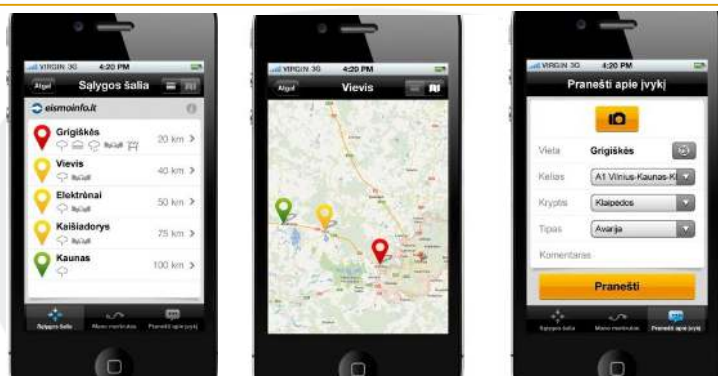 VIRGIN 3G 4:20 PM
Atgal Sąlygos šalia
eismoinfo.lt
Grigiškės
20 km >
Vievis
40 km >
Elektrėnai
50 km >
Kaišiadorys
75 km >
Kaunas
100 km >
Sąlygos šalia Mano maršrutas Pranešti apie įvykį
VIRGIN 3G 4:20 PM
Atgal Vievis
VIRGIN 3G 4:20 PM
Pranešti apie įvykį
Vieta Grigiškės
Kelias A1 Vilnius-Kaunas-Kl
Kryptis Klaipėdos
Tipas Avarija
Komentaras
Pranešti
Sąlygos šalia Mano maršrutas Pranešti apie įvykį